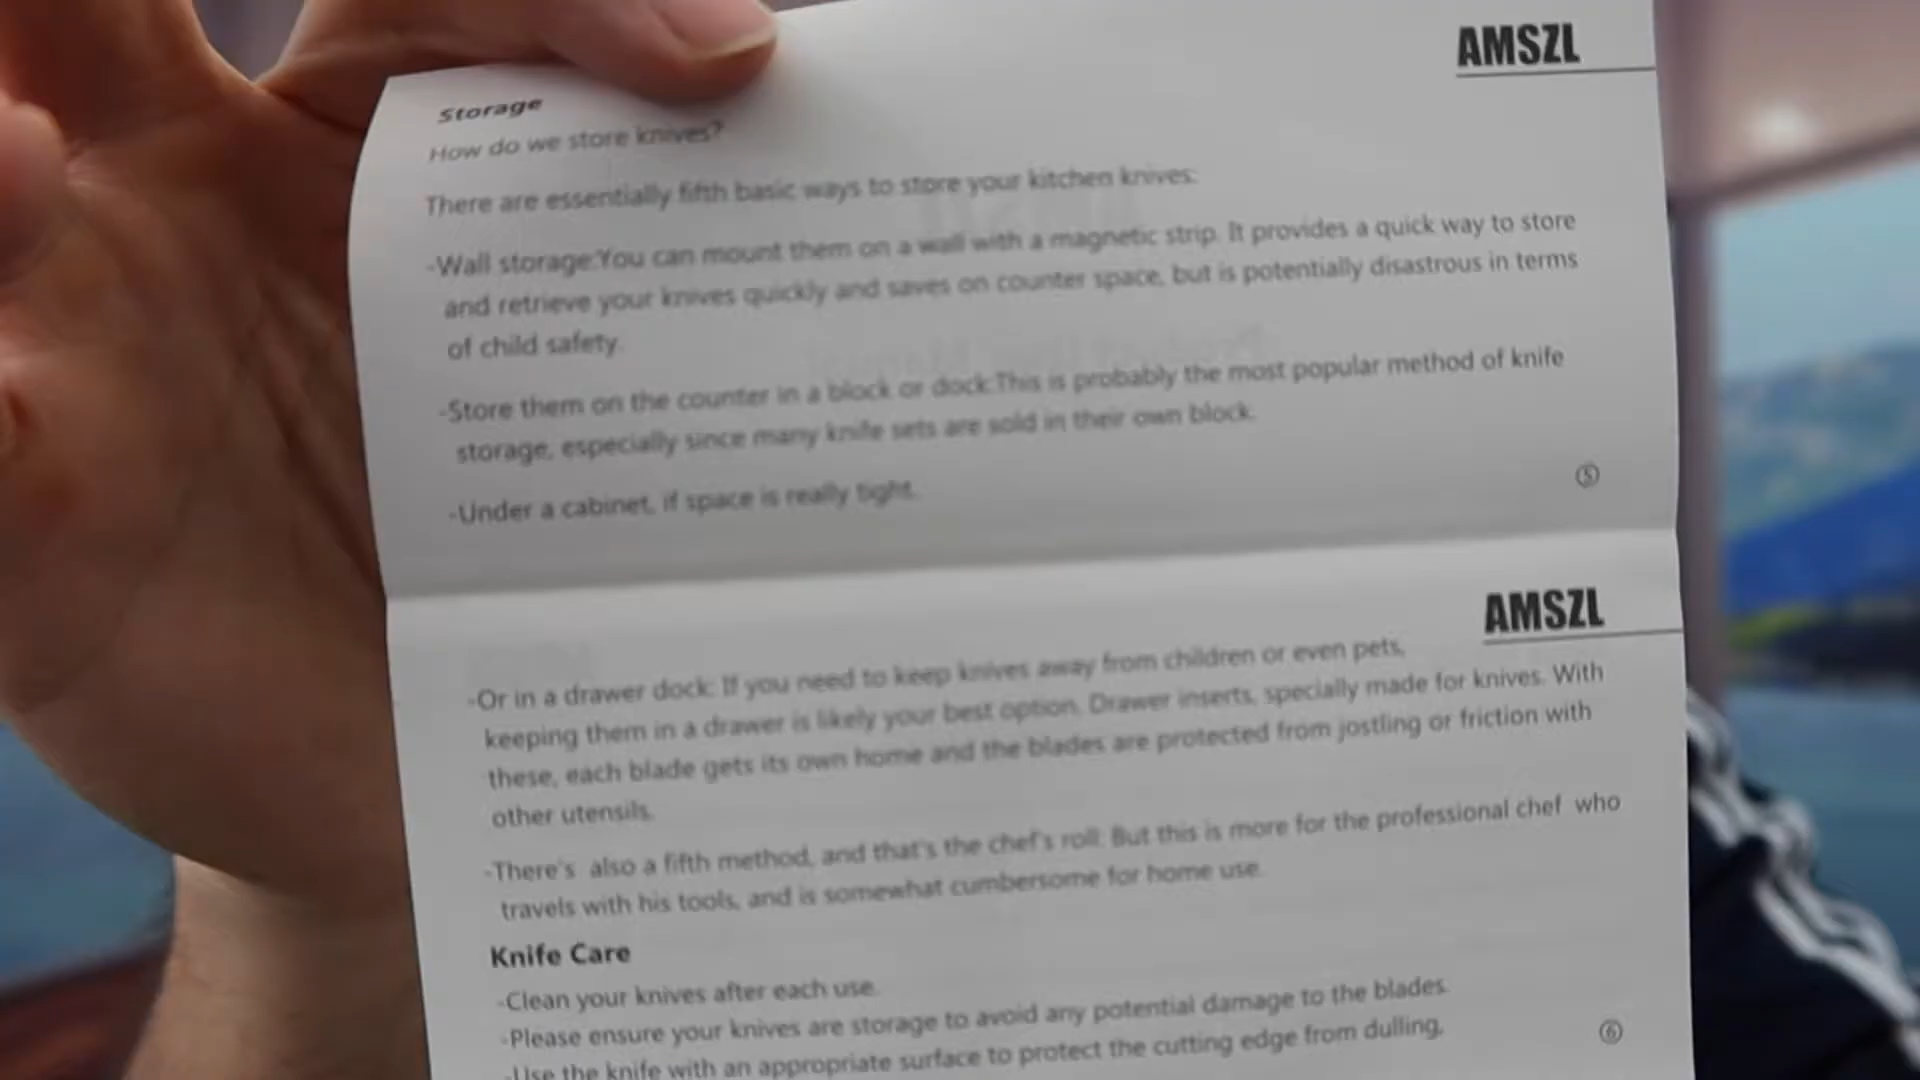 AMSZL
Storage
How do we store knives?
There are essentially fifth basic ways to store your kitchen knives:
-Wall storage:You can mount them on a wall with a magnetic strip. It provides a quick way to store
and retrieve your knives quickly and saves on counter space, but is potentially disastrous in terms
of child safety.
-Store them on the counter in a block or dock:This is probably the most popular method of knife
storage, especially since many knife sets are sold in their own block.
-Under a cabinet, if space is really tight.
⑤
AMSZL
-Or in a drawer dock: If you need to keep knives away from children or even pets,
keeping them in a drawer is likely your best option. Drawer inserts, specially made for knives. With
these, each blade gets its own home and the blades are protected from jostling or friction with
other utensils.
-There's also a fifth method, and that's the chef's roll. But this is more for the professional chef who
travels with his tools, and is somewhat cumbersome for home use.
Knife Care
-Clean your knives after each use.
-Please ensure your knives are storage to avoid any potential damage to the blades.
-Use the knife with an appropriate surface to protect the cutting edge from dulling.
⑥